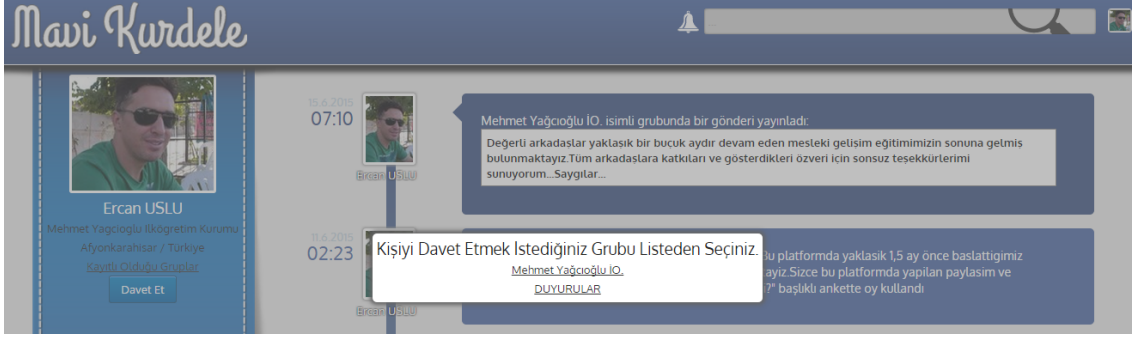 Mavi Kurdele
Ercan USLU
Mehmet Yagcioglu İlkögretim Kurumu
Afyonkarahisar / Türkiye
Kayıtlı Olduğu Gruplar
Davet Et
15.6.2015
07:10
Ercan USLU
Mehmet Yağcıoğlu İO. isimli grubunda bir gönderi yayınladı:
Değerli arkadaşlar yaklasık bir buçuk aydır devam eden mesleki gelişim eğitimimizin sonuna gelmiş
bulunmaktayız.Tüm arkadaşlara katkıları ve gösterdikleri özveri için sonsuz teşekkürlerimi
sunuyorum...Saygılar...
11.6.2015
02:23
Ercan USLU
Kişiyi Davet Etmek İstediğiniz Grubu Listeden Seçiniz.
Mehmet Yağcıoğlu İO.
DUYURULAR
Bu platformda yaklasik 1,5 ay önce baslattigimiz
tayiz.Sizce bu platformda yapilan paylasim ve
?" başlıklı ankette oy kullandı